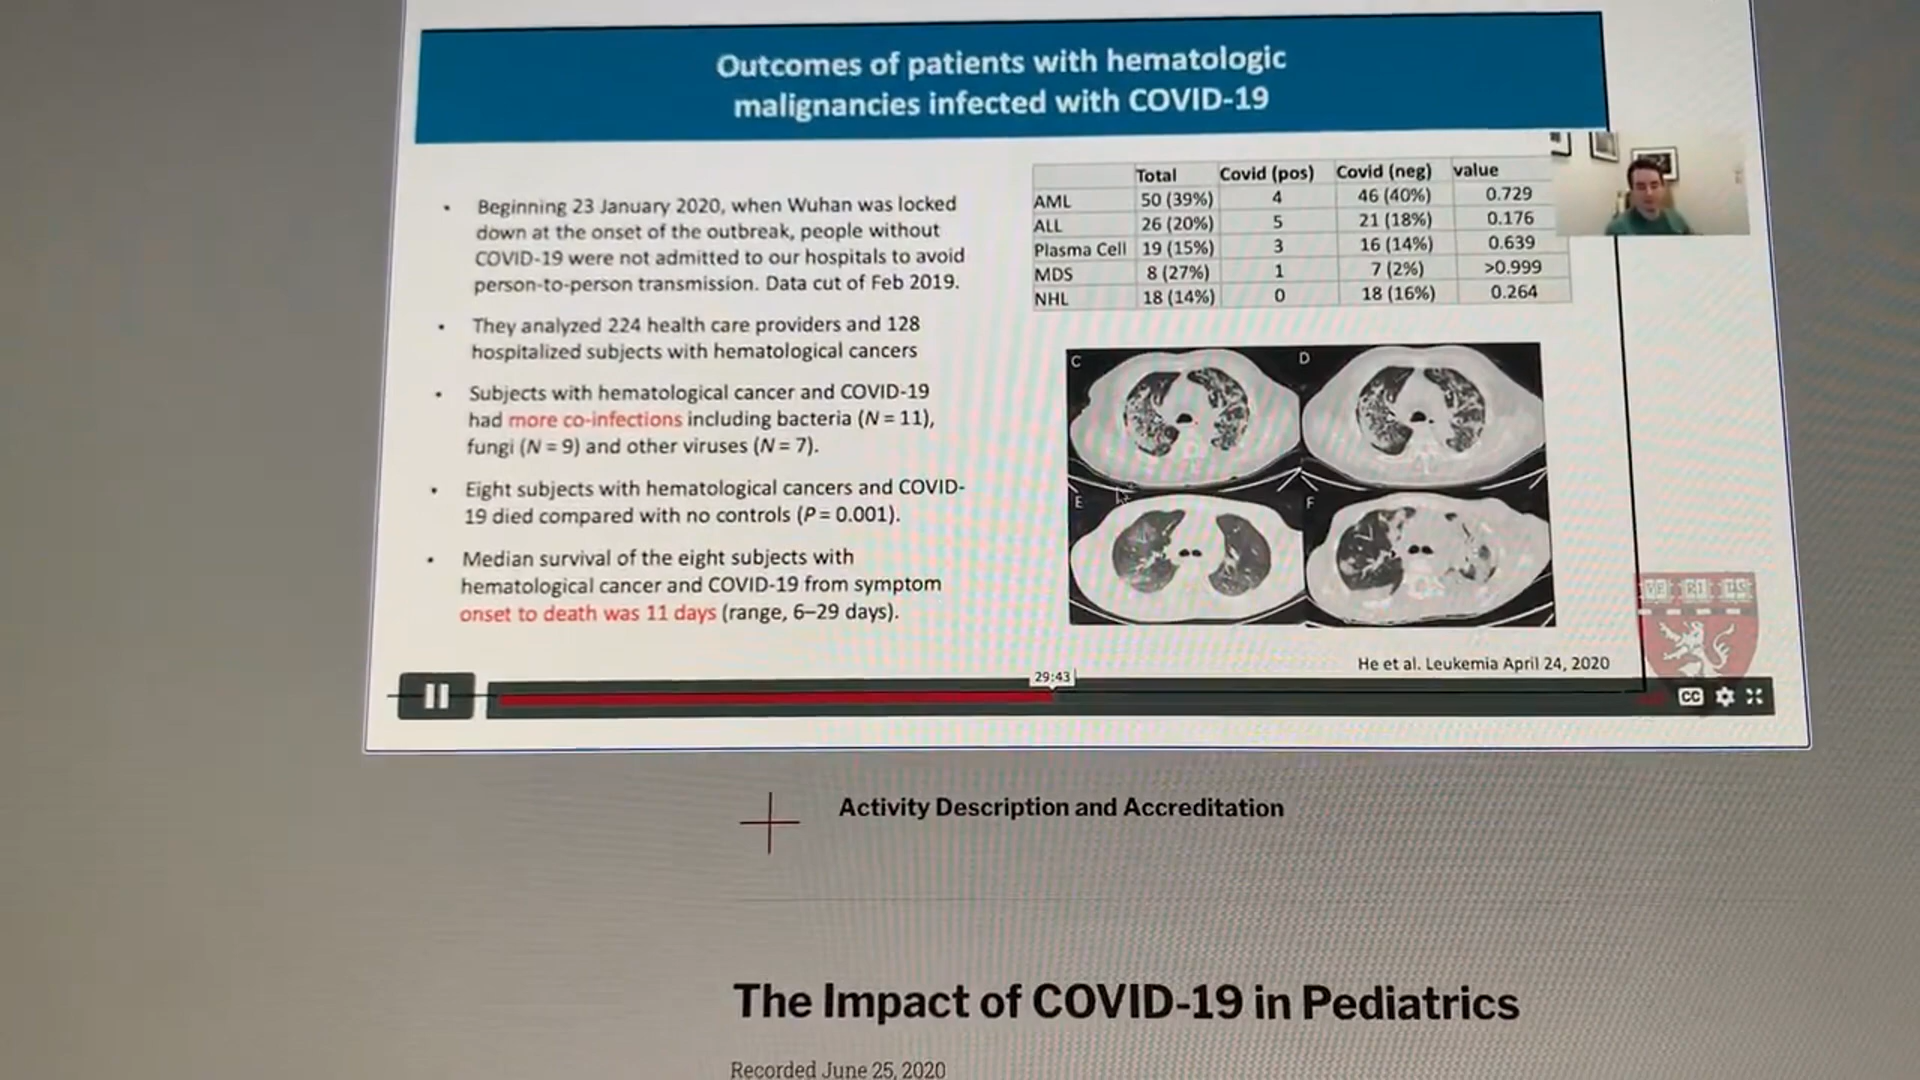 Outcomes of patients with hematologic
malignancies infected with COVID-19
• Beginning 23 January 2020, when Wuhan was locked
down at the onset of the outbreak, people without
COVID-19 were not admitted to our hospitals to avoid
person-to-person transmission. Data cut of Feb 2019.
• They analyzed 224 health care providers and 128
hospitalized subjects with hematological cancers
• Subjects with hematological cancer and COVID-19
had more co-infections including bacteria (N = 11),
fungi (N = 9) and other viruses (N = 7).
• Eight subjects with hematological cancers and COVID-
19 died compared with no controls (P = 0.001).
• Median survival of the eight subjects with
hematological cancer and COVID-19 from symptom
onset to death was 11 days (range, 6–29 days).
Total Covid (pos) Covid (neg) value
AML 50 (39%) 4 46 (40%) 0.729
ALL 26 (20%) 5 21 (18%) 0.176
Plasma Cell 19 (15%) 3 16 (14%) 0.639
MDS 8 (27%) 1 7 (2%) >0.999
NHL 18 (14%) 0 18 (16%) 0.264
C D
E F
He et al. Leukemia April 24, 2020
VE RI TAS
29:43
CC
Activity Description and Accreditation
The Impact of COVID-19 in Pediatrics
Recorded June 25, 2020